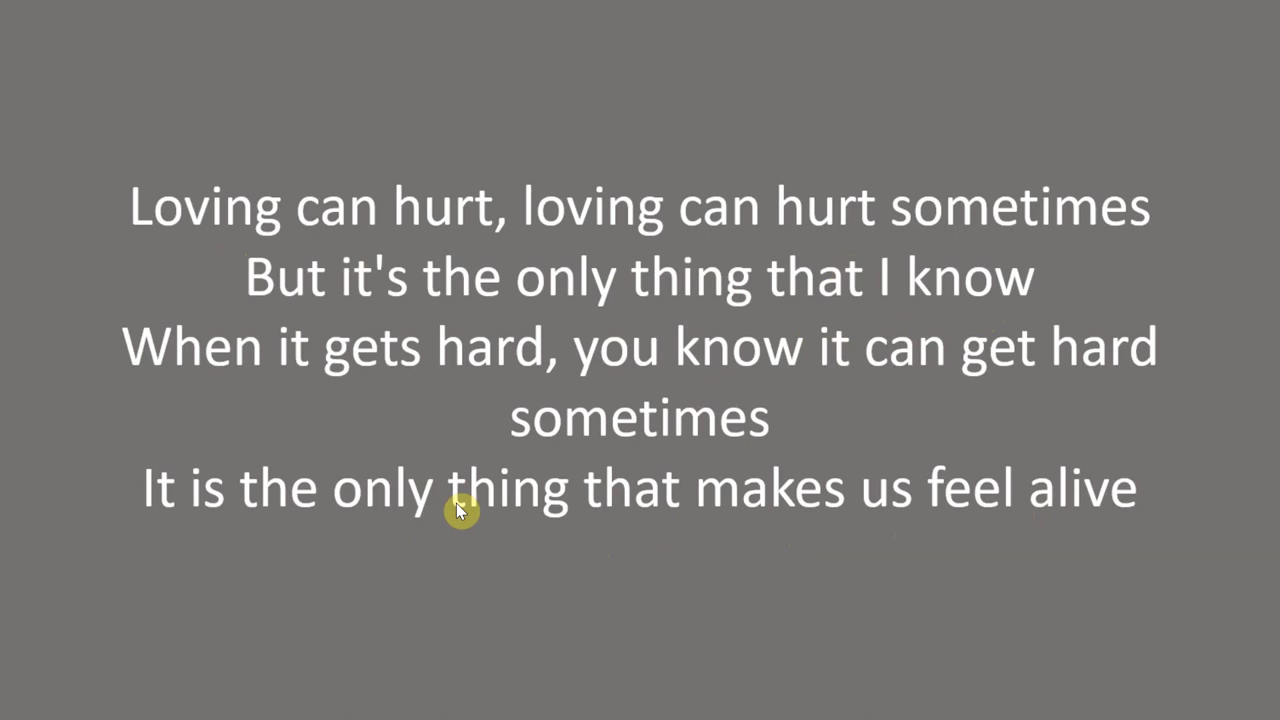 Loving can hurt, loving can hurt sometimes
But it's the only thing that I know
When it gets hard, you know it can get hard
sometimes
It is the only thing that makes us feel alive